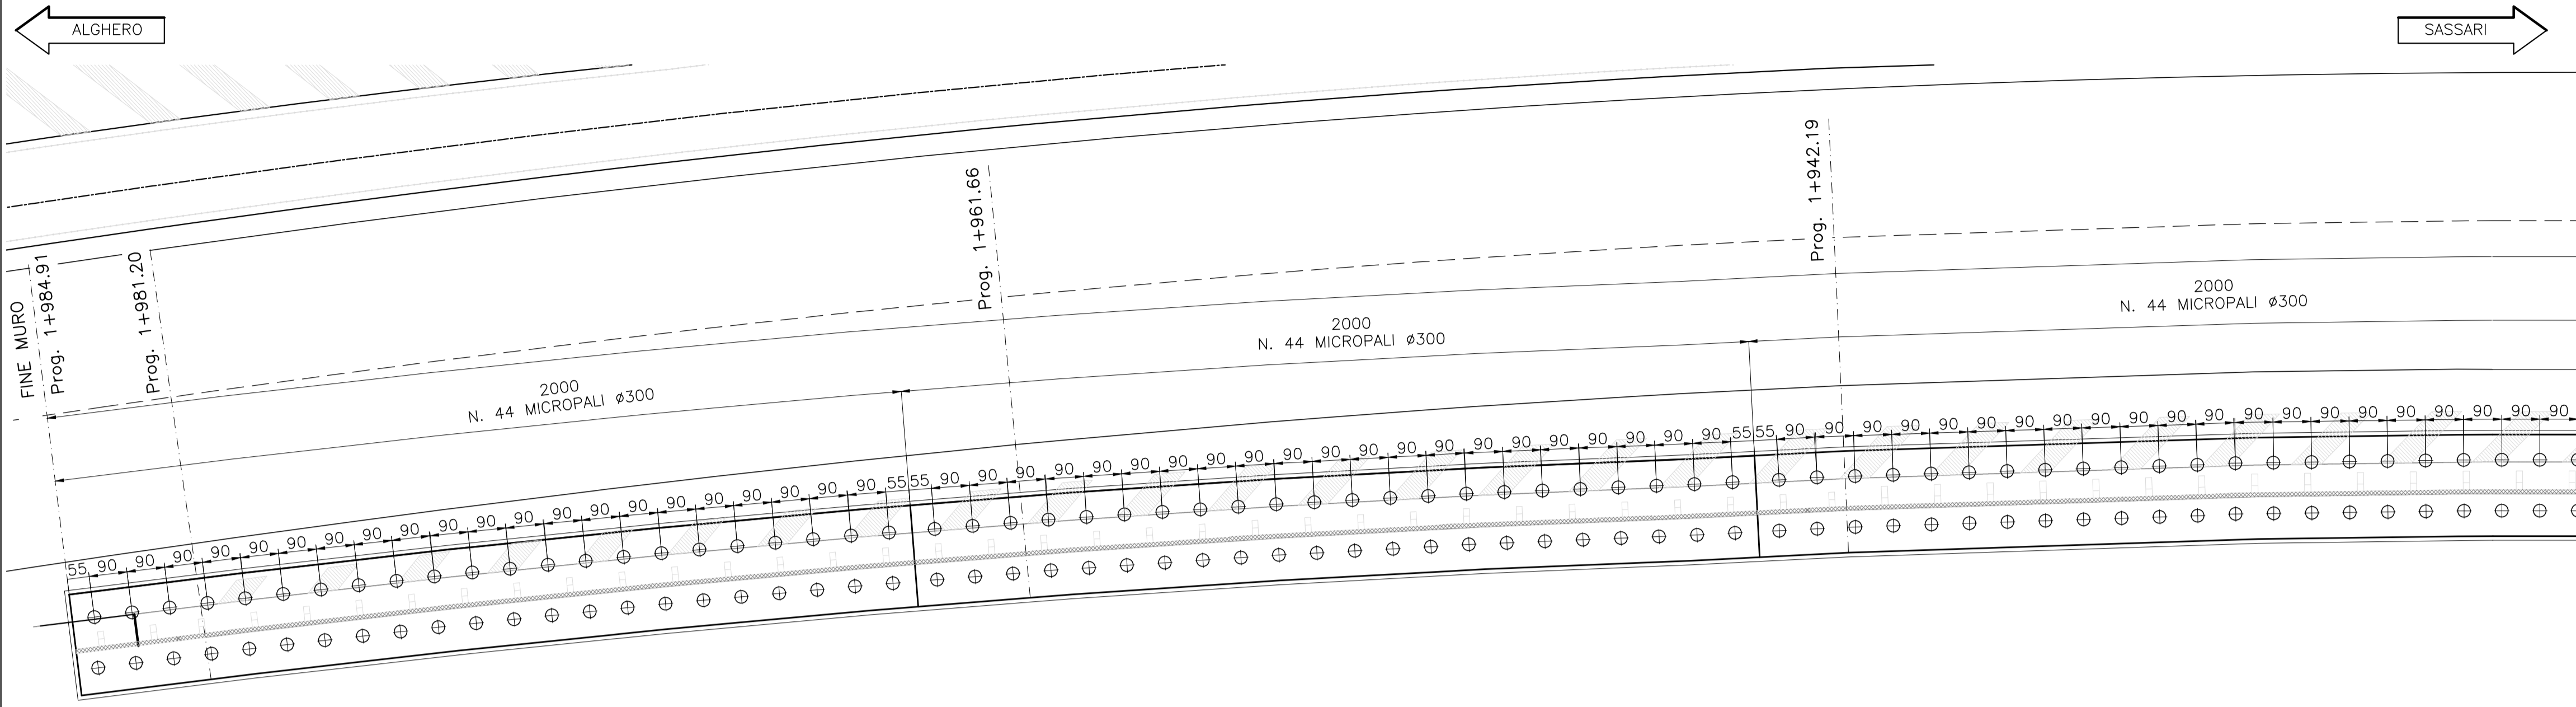 ALGHERO
SASSARI
FINE MURO
Prog. 1+984.91
Prog. 1+981.20
Prog. 1+961.66
Prog. 1+942.19
2000
N. 44 MICROPALI ø300
2000
N. 44 MICROPALI ø300
2000
N. 44 MICROPALI ø300
55 90 90 90 90 90 90 90 90 90 90 90 90 90 90 90 90 90 90 90 90 90 55
55 90 90 90 90 90 90 90 90 90 90 90 90 90 90 90 90 90 90 90 90 90 55
55 90 90 90 90 90 90 90 90 90 90 90 90 90 90 90 90 90 90 90 90 90